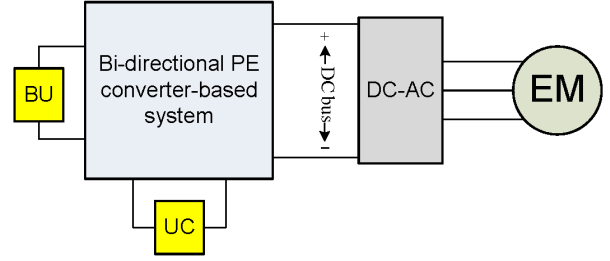 BU
Bi-directional PE
converter-based
system
UC
+
DC bus
-
DC-AC
EM